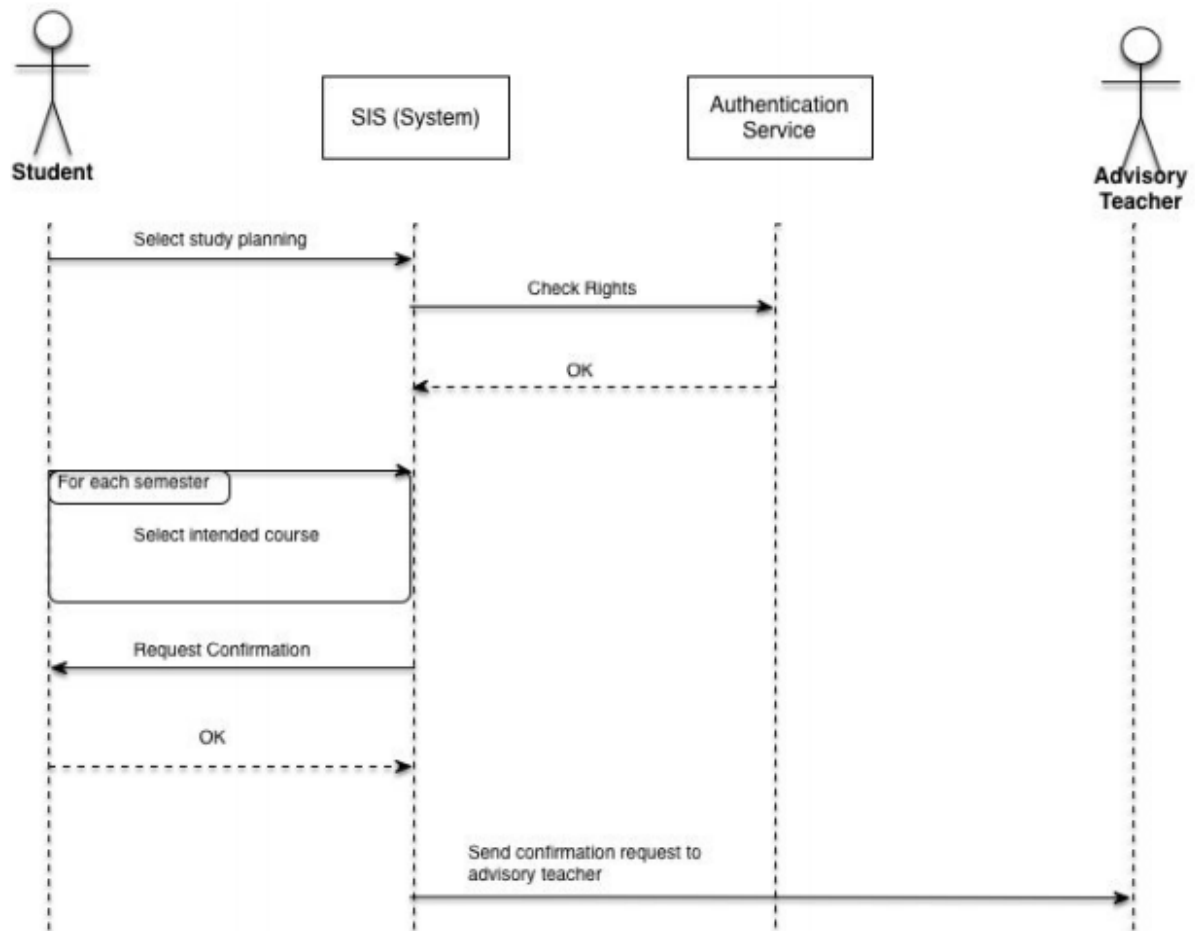 Student
SIS (System)
Authentication
Service
Advisory
Teacher
Select study planning
Check Rights
OK
For each semester
Select intended course
Request Confirmation
OK
Send confirmation request to
advisory teacher